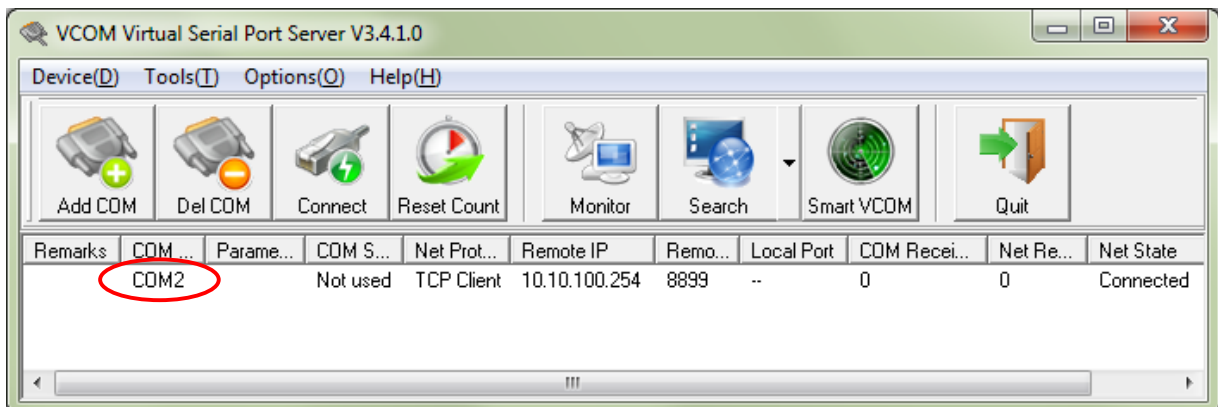 VCOM Virtual Serial Port Server V3.4.1.0
Device(D) Tools(T) Options(O) Help(H)
Add COM Del COM Connect Reset Count Monitor Search Smart VCOM Quit
Remarks COM ... Parame... COM S... Net Prot... Remote IP Remo... Local Port COM Recei... Net Re... Net State
COM2 Not used TCP Client 10.10.100.254 8899 -- 0 0 Connected